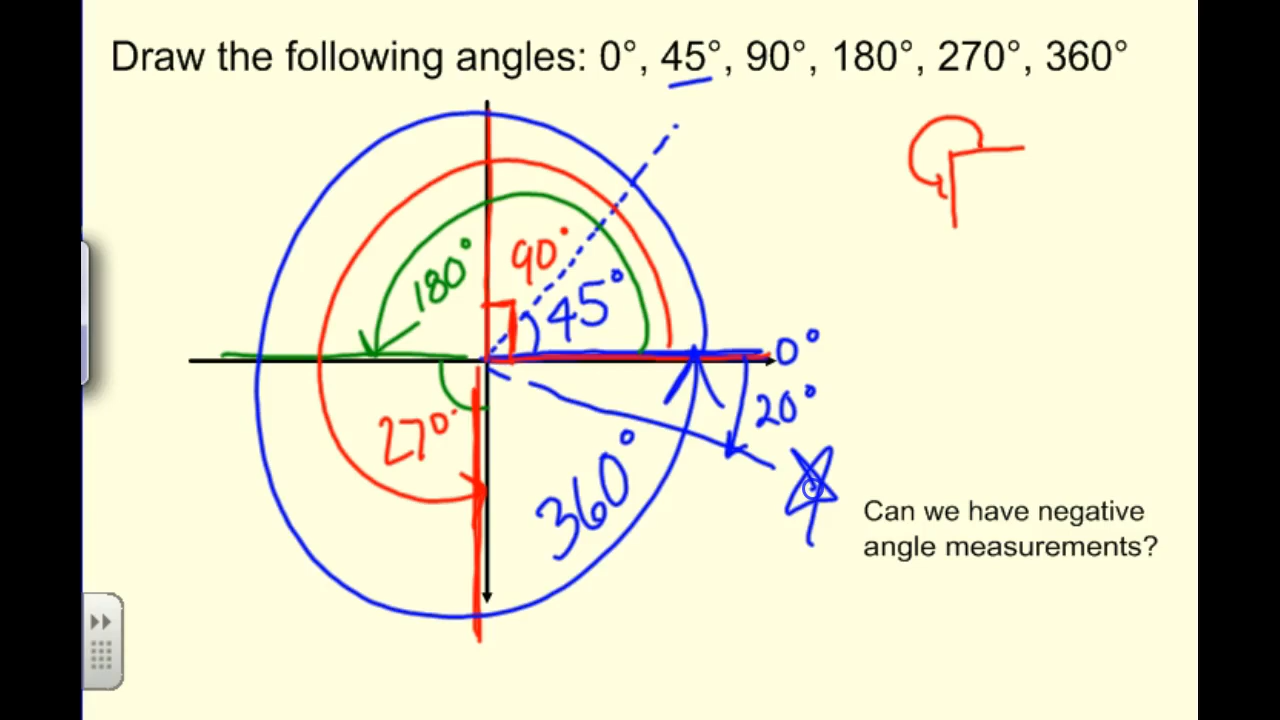 Draw the following angles: 0°, 45°, 90°, 180°, 270°, 360°
90°
180°
45°
0°
20°
270°
360°
Can we have negative
angle measurements?